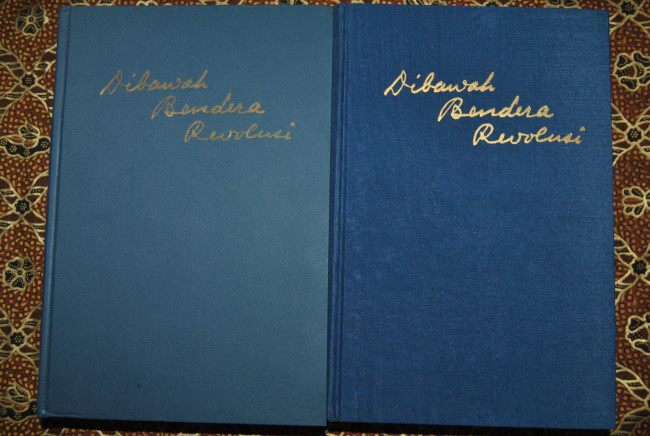 Dibawah
Bendera
Revolusi
Dibawah
Bendera
Revolusi